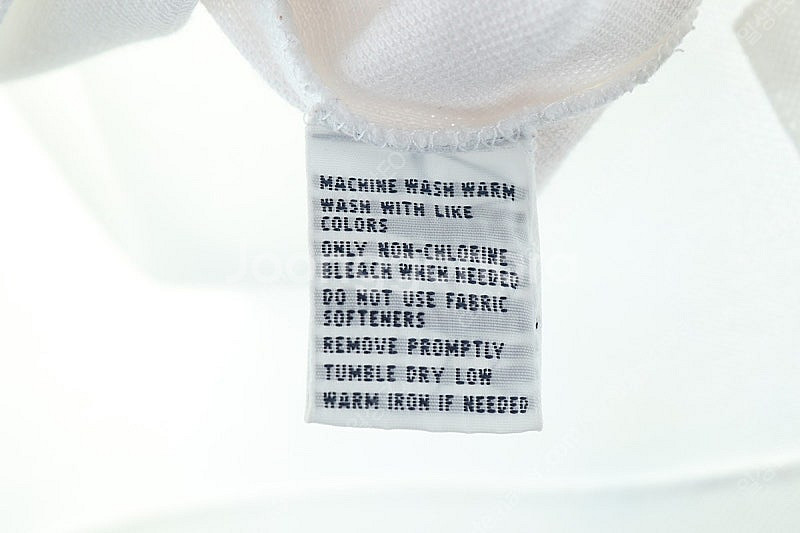 MACHINE WASH WARM
WASH WITH LIKE
COLORS
ONLY NON-CHLORINE
BLEACH WHEN NEEDED
DO NOT USE FABRIC
SOFTENERS
REMOVE PROMPTLY
TUMBLE DRY LOW
WARM IRON IF NEEDED